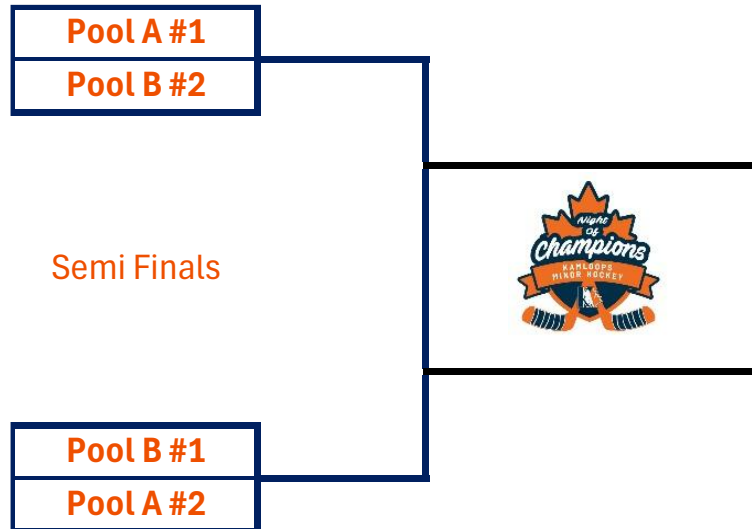 Pool A #1
Pool B #2
Night
Of
Champions
KAMLOOPS
MINOR HOCKEY
Semi Finals
Pool B #1
Pool A #2